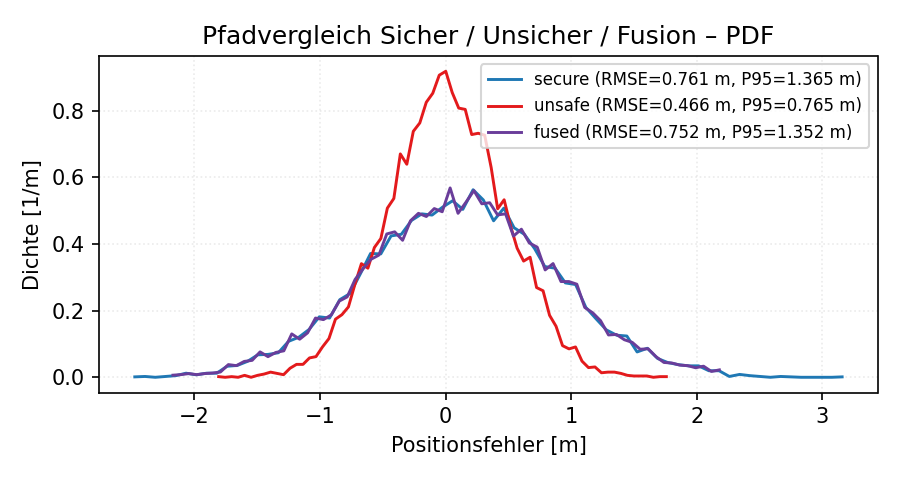 Pfadvergleich Sicher / Unsicher / Fusion – PDF
secure (RMSE=0.761 m, P95=1.365 m)
unsafe (RMSE=0.466 m, P95=0.765 m)
fused (RMSE=0.752 m, P95=1.352 m)
Dichte [1/m]
0.8
0.6
0.4
0.2
0.0
−2 −1 0 1 2 3
Positionsfehler [m]